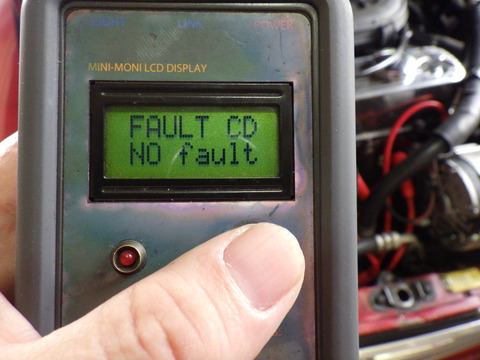 LIGHT LINK POWER
MINI-MONI LCD DISPLAY
FAULT CD
NO fault